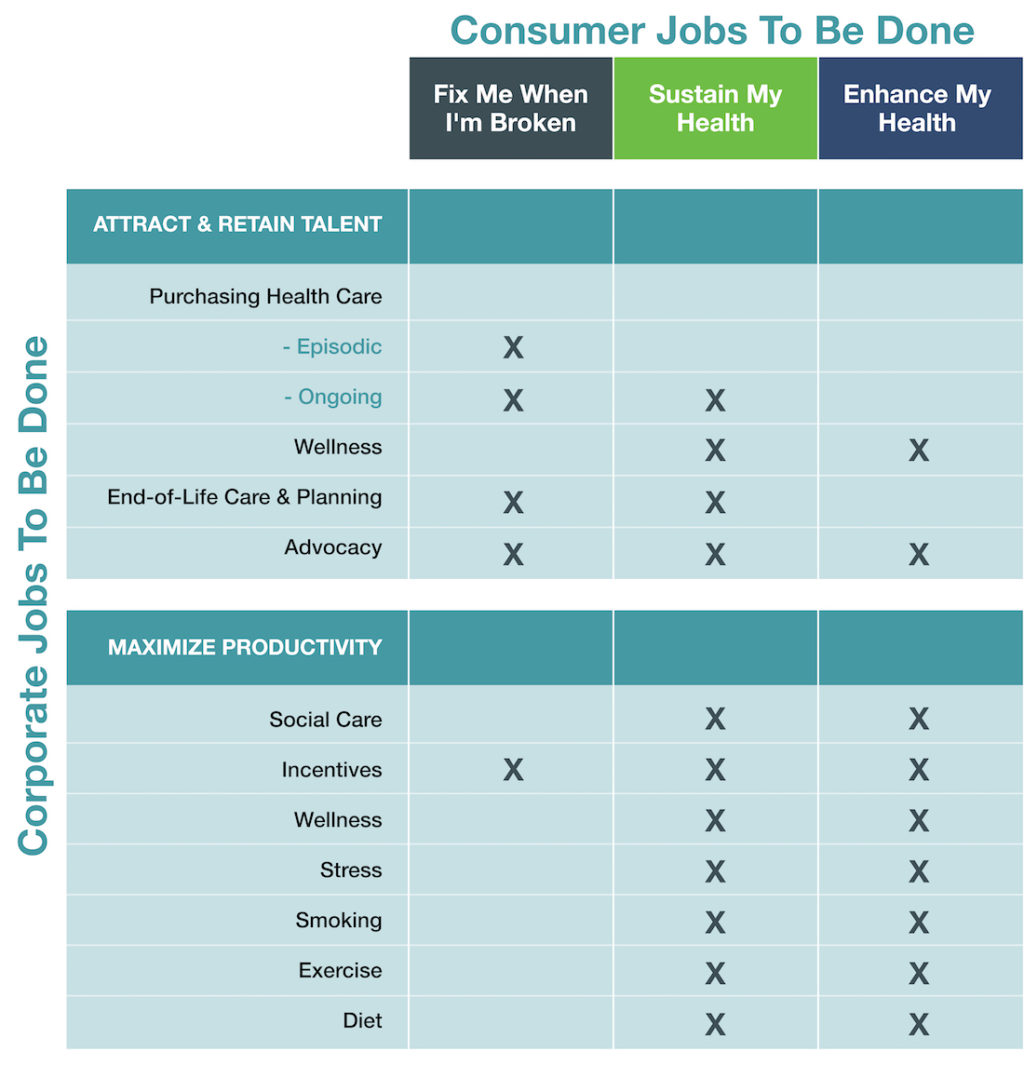 Consumer Jobs To Be Done
Fix Me When
I'm Broken
Sustain My
Health
Enhance My
Health
Corporate Jobs To Be Done
ATTRACT & RETAIN TALENT
Purchasing Health Care
- Episodic X
- Ongoing X X
Wellness X X
End-of-Life Care & Planning X X
Advocacy X X X
MAXIMIZE PRODUCTIVITY
Social Care X X
Incentives X X X
Wellness X X
Stress X X
Smoking X X
Exercise X X
Diet X X